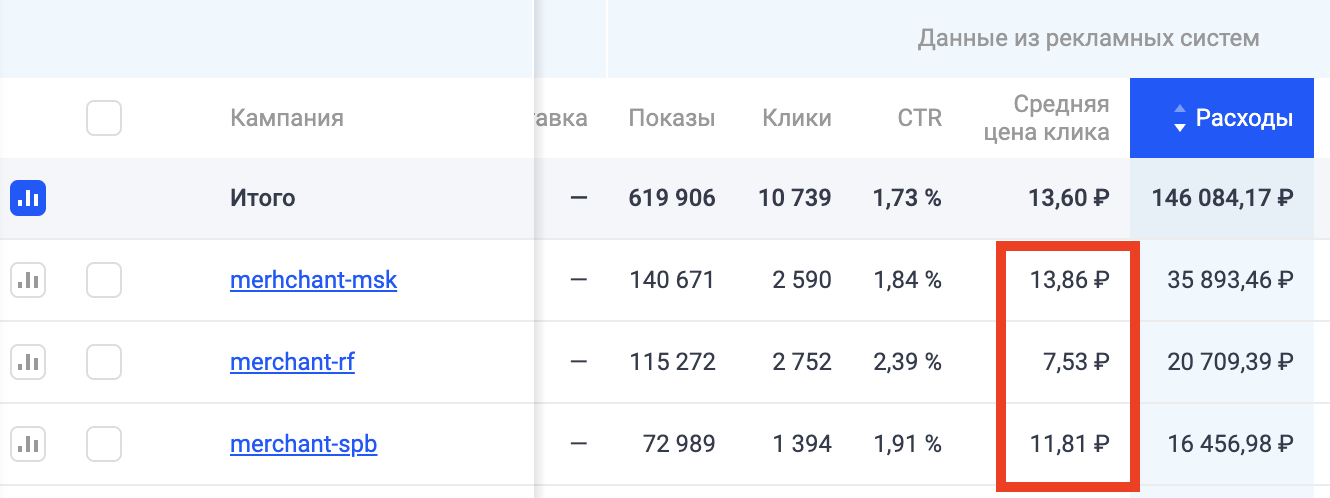 Данные из рекламных систем
Кампания тавка Показы Клики CTR Средняя цена клика Расходы
Итого — 619 906 10 739 1,73 % 13,60 ₽ 146 084,17 ₽
merhchant-msk — 140 671 2 590 1,84 % 13,86 ₽ 35 893,46 ₽
merchant-rf — 115 272 2 752 2,39 % 7,53 ₽ 20 709,39 ₽
merchant-spb — 72 989 1 394 1,91 % 11,81 ₽ 16 456,98 ₽